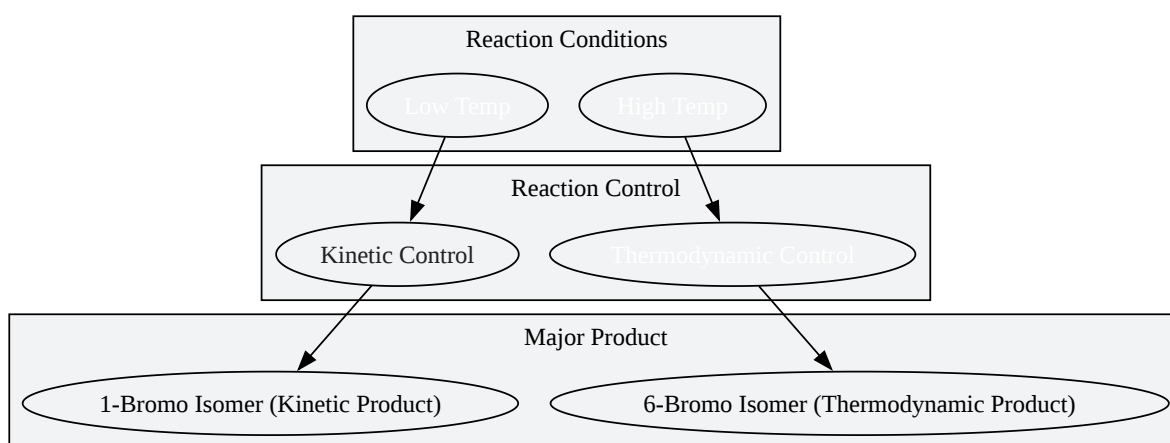 Reaction Conditions
Low Temp
High Temp
Reaction Control
Kinetic Control
Thermodynamic Control
Major Product
1-Bromo Isomer (Kinetic Product)
6-Bromo Isomer (Thermodynamic Product)